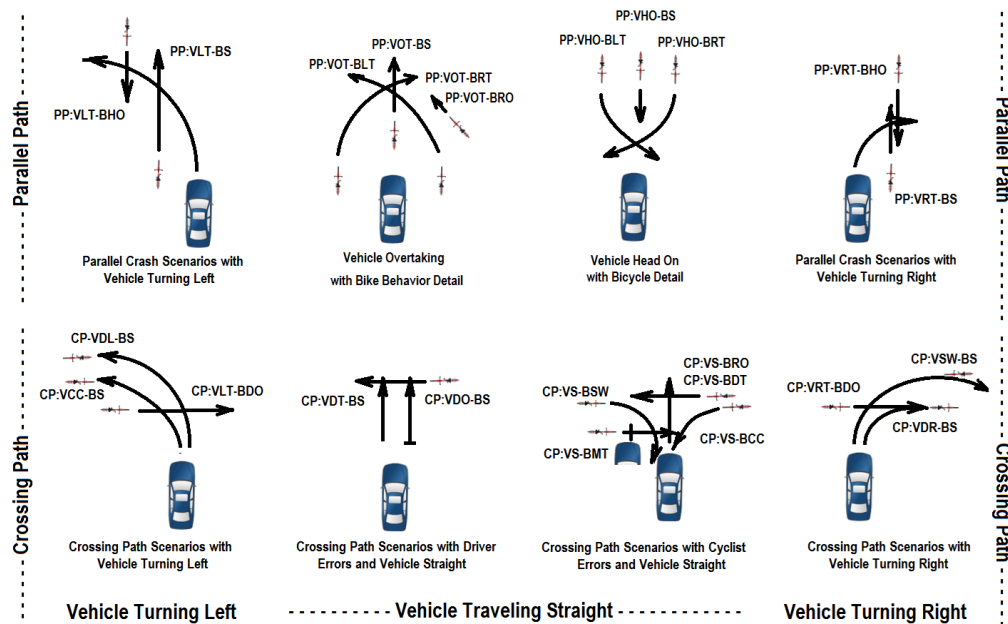 Parallel Path
PP:VLT-BS
PP:VLT-BHO
Parallel Crash Scenarios with
Vehicle Turning Left
PP:VOT-BS
PP:VOT-BLT
PP:VOT-BRT
PP:VOT-BRO
Vehicle Overtaking
with Bike Behavior Detail
PP:VHO-BS
PP:VHO-BLT
PP:VHO-BRT
Vehicle Head On
with Bicycle Detail
PP:VRT-BHO
PP:VRT-BS
Parallel Crash Scenarios with
Vehicle Turning Right
Parallel Path
Crossing Path
CP-VDL-BS
CP:VCC-BS
CP:VLT-BDO
Crossing Path Scenarios with
Vehicle Turning Left
CP:VDT-BS
CP:VDO-BS
Crossing Path Scenarios with Driver
Errors and Vehicle Straight
CP:VS-BRO
CP:VS-BDT
CP:VS-BSW
CP:VS-BCC
CP:VS-BMT
Crossing Path Scenarios with Cyclist
Errors and Vehicle Straight
CP:VSW-BS
CP:VRT-BDO
CP:VDR-BS
Crossing Path Scenarios with
Vehicle Turning Right
Crossing Path
Vehicle Turning Left
Vehicle Traveling Straight
Vehicle Turning Right